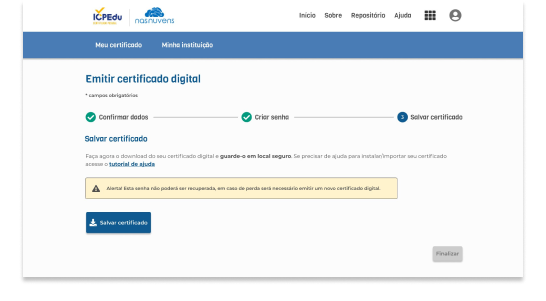 ICPEdu nasnuvens Início Sobre Repositório Ajuda
Meu certificado Minha instituição
Emitir certificado digital
* campos obrigatórios
Confirmar dados Criar senha 3 Salvar certificado
Salvar certificado
Faça agora o download do seu certificado digital e guarde-o em local seguro. Se precisar de ajuda para instalar/importar seu certificado
acesse o tutorial de ajuda
Alerta! Esta senha não poderá ser recuperada, em caso de perda será necessário emitir um novo certificado digital.
Salvar certificado
Finalizar